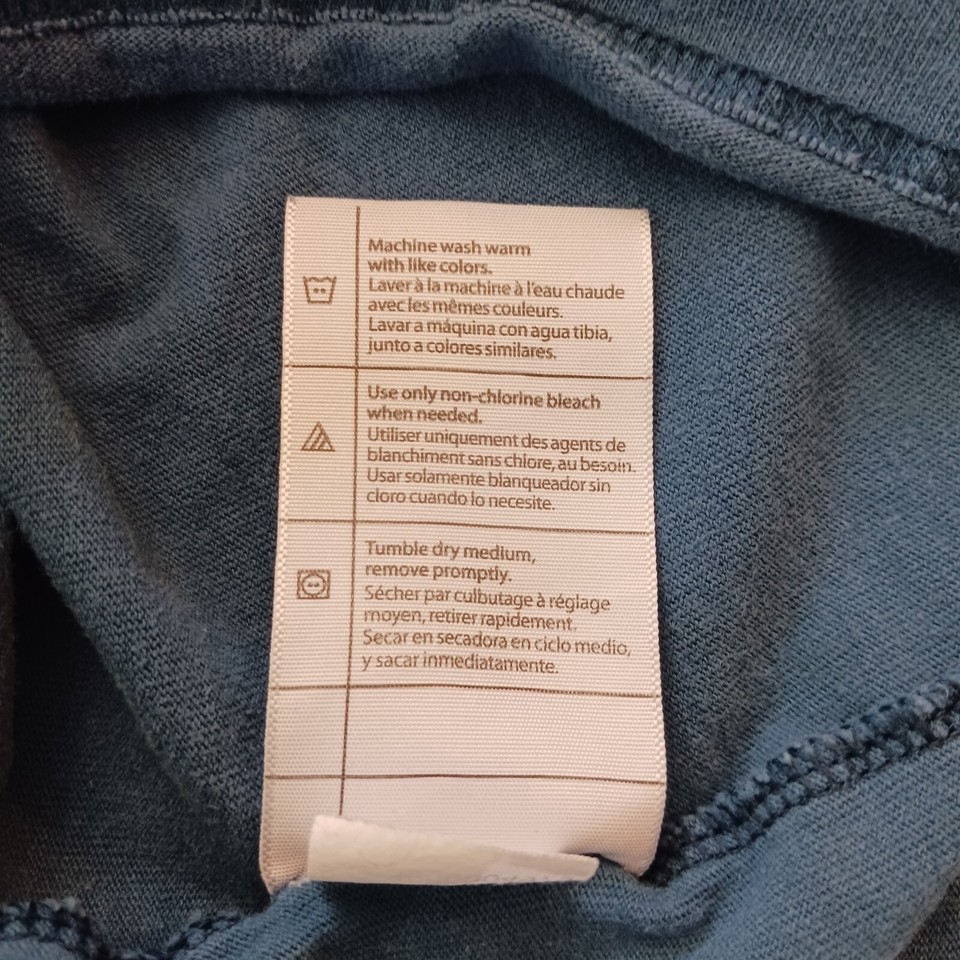 Machine wash warm
with like colors.
Laver à la machine à l'eau chaude
avec les mêmes couleurs.
Lavar a máquina con agua tibia,
junto a colores similares.
Use only non-chlorine bleach
when needed.
Utiliser uniquement des agents de
blanchiment sans chlore, au besoin.
Usar solamente blanqueador sin
cloro cuando lo necesite.
Tumble dry medium,
remove promptly.
Sécher par culbutage à réglage
moyen, retirer rapidement.
Secar en secadora en ciclo medio,
y sacar inmediatamente.